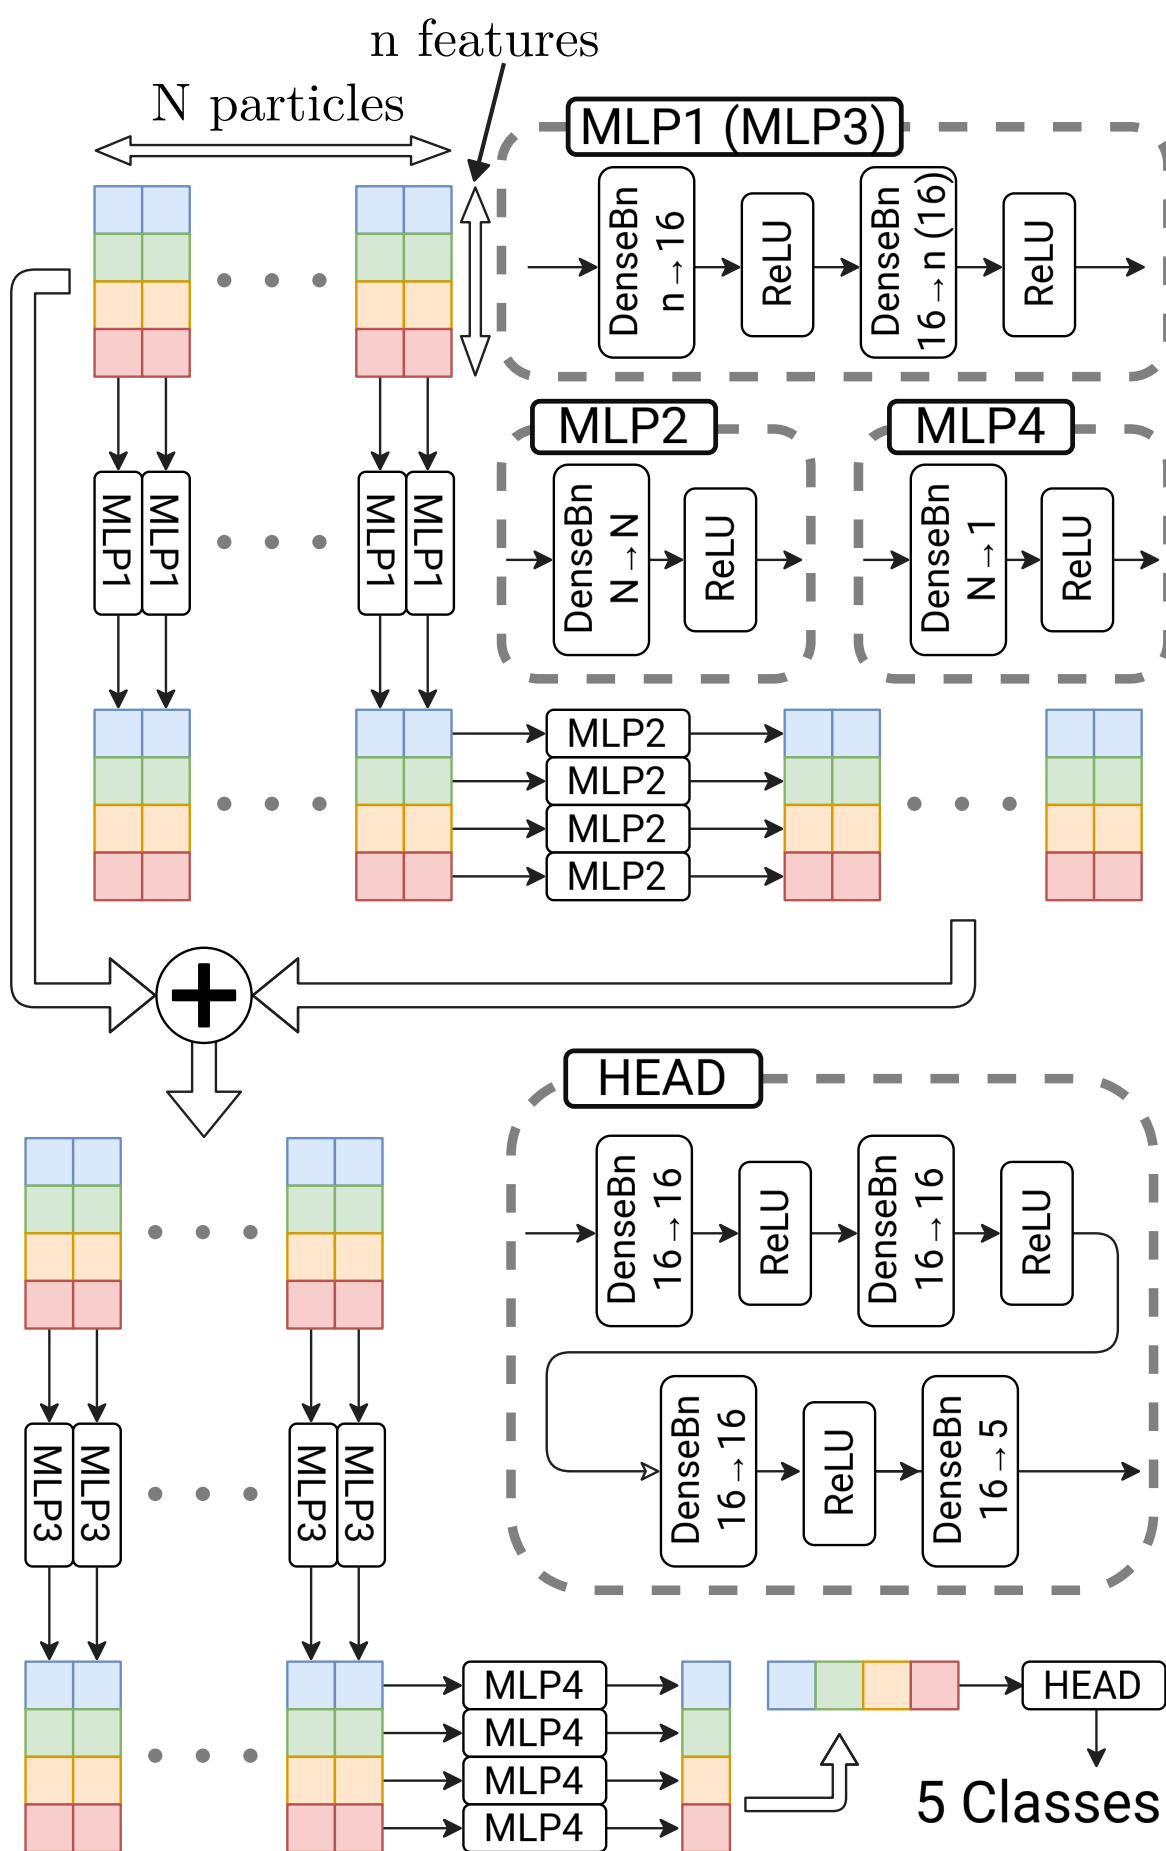 n features
N particles
MLP1 (MLP3)
DenseBn
n→16
ReLU
DenseBn
16→n (16)
ReLU
MLP2
DenseBn
N→N
ReLU
MLP4
DenseBn
N→1
ReLU
MLP1
MLP1
MLP1
MLP1
MLP2
MLP2
MLP2
MLP2
HEAD
DenseBn
16→16
ReLU
DenseBn
16→16
ReLU
DenseBn
16→16
ReLU
DenseBn
16→5
MLP3
MLP3
MLP3
MLP3
MLP4
MLP4
MLP4
MLP4
HEAD
5 Classes